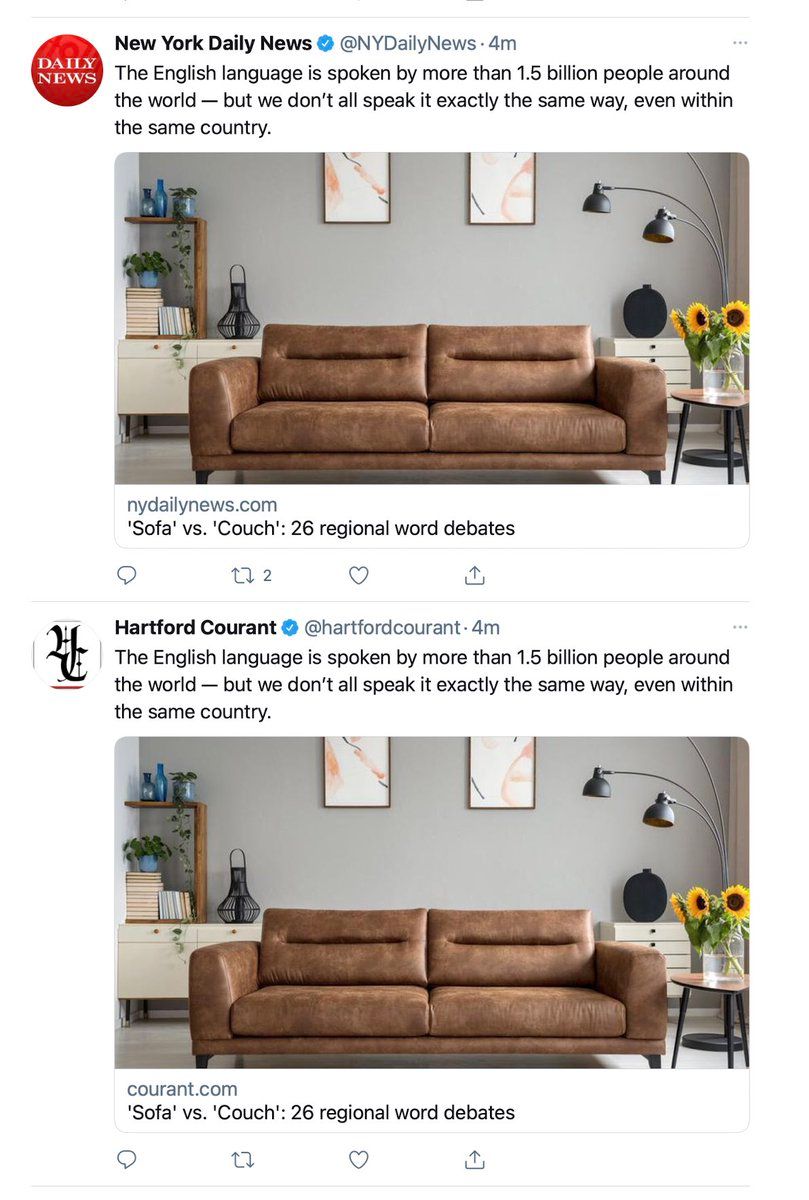 DAILY
NEWS
New York Daily News @NYDailyNews · 4m
The English language is spoken by more than 1.5 billion people around
the world — but we don’t all speak it exactly the same way, even within
the same country.
nydailynews.com
'Sofa' vs. 'Couch': 26 regional word debates
2
HC
Hartford Courant @hartfordcourant · 4m
The English language is spoken by more than 1.5 billion people around
the world — but we don’t all speak it exactly the same way, even within
the same country.
courant.com
'Sofa' vs. 'Couch': 26 regional word debates